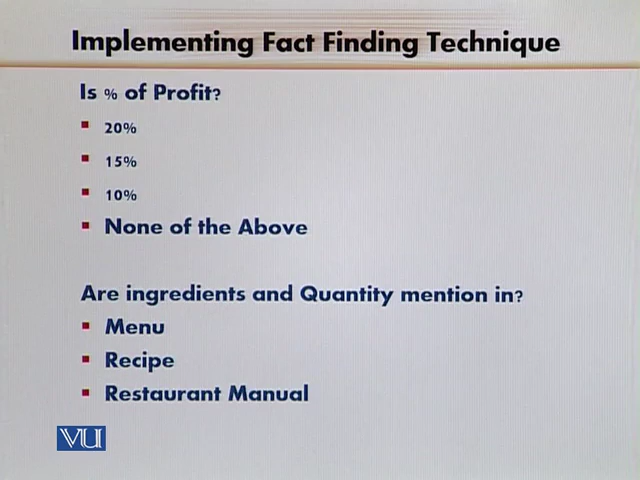 Implementing Fact Finding Technique
Is % of Profit?
20%
15%
10%
None of the Above
Are ingredients and Quantity mention in?
Menu
Recipe
Restaurant Manual
VU